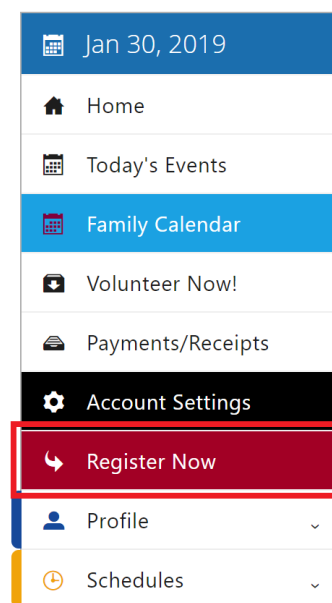 Jan 30, 2019
Home
Today's Events
Family Calendar
Volunteer Now!
Payments/Receipts
Account Settings
Register Now
Profile
Schedules